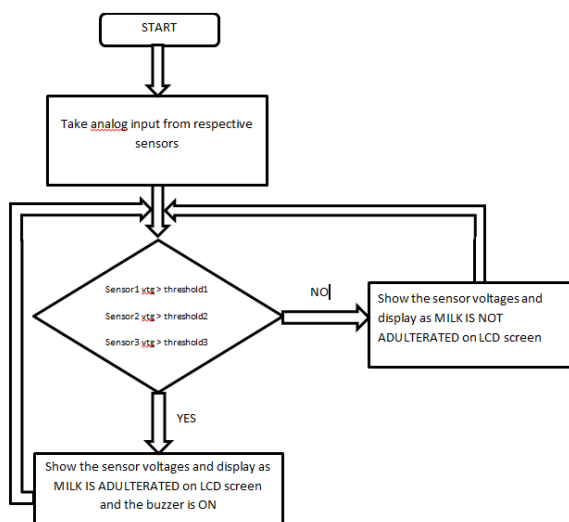 START
Take analog input from respective
sensors
Sensor1 vtg > threshold1
Sensor2 vtg > threshold2
Sensor3 vtg > threshold3
NO
Show the sensor voltages and
display as MILK IS NOT
ADULTERATED on LCD screen
YES
Show the sensor voltages and display as
MILK IS ADULTERATED on LCD screen
and the buzzer is ON